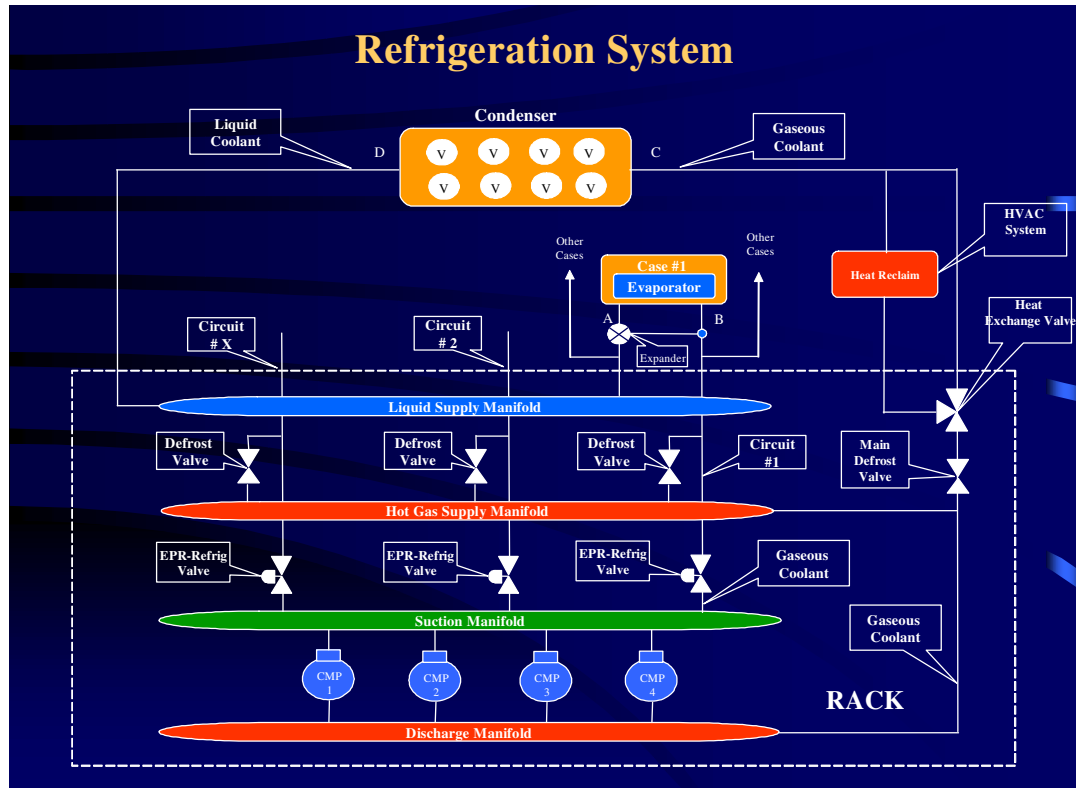 Refrigeration System
Condenser
Liquid
Coolant
D
V V V V
V V V V
C
Gaseous
Coolant
HVAC
System
Other
Cases
Other
Cases
Case #1
Evaporator
Heat Reclaim
A
B
Expander
Heat
Exchange Valve
Circuit
# X
Circuit
# 2
Liquid Supply Manifold
Defrost
Valve
Defrost
Valve
Defrost
Valve
Circuit
#1
Main
Defrost
Valve
Hot Gas Supply Manifold
EPR-Refrig
Valve
EPR-Refrig
Valve
EPR-Refrig
Valve
Gaseous
Coolant
Suction Manifold
Gaseous
Coolant
CMP
1
CMP
2
CMP
3
CMP
4
RACK
Discharge Manifold